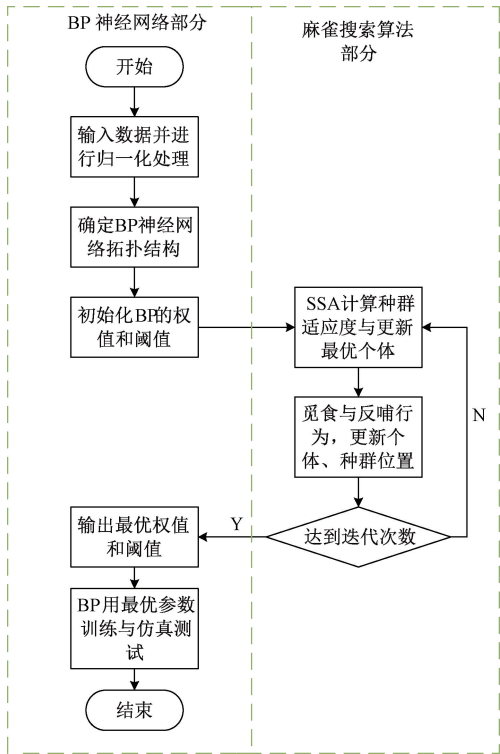 BP 神经网络部分
麻雀搜索算法
部分
开始
输入数据并进
行归一化处理
确定BP神经网
络拓扑结构
初始化BP的权
值和阈值
SSA计算种群
适应度与更新
最优个体
N
觅食与反哺行
为，更新个
体、种群位置
达到迭代次数
Y
输出最优权值
和阈值
BP用最优参数
训练与仿真测
试
结束